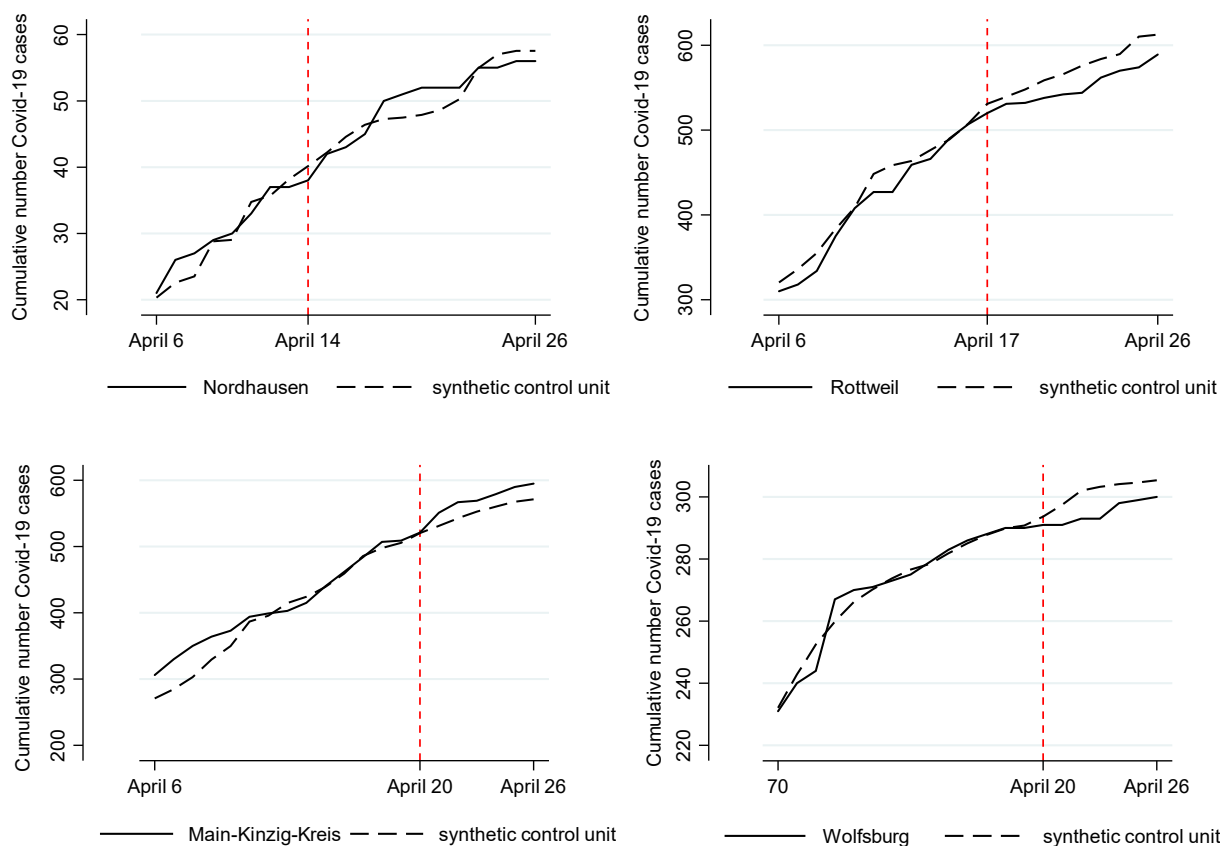 Cumulative number Covid-19 cases
60
50
40
30
20
April 6
April 14
April 26
Nordhausen
synthetic control unit
Cumulative number Covid-19 cases
600
500
400
300
April 6
April 17
April 26
Rottweil
synthetic control unit
Cumulative number Covid-19 cases
600
500
400
300
200
April 6
April 20
April 26
Main-Kinzig-Kreis
synthetic control unit
Cumulative number Covid-19 cases
300
280
260
240
220
70
April 20
April 26
Wolfsburg
synthetic control unit